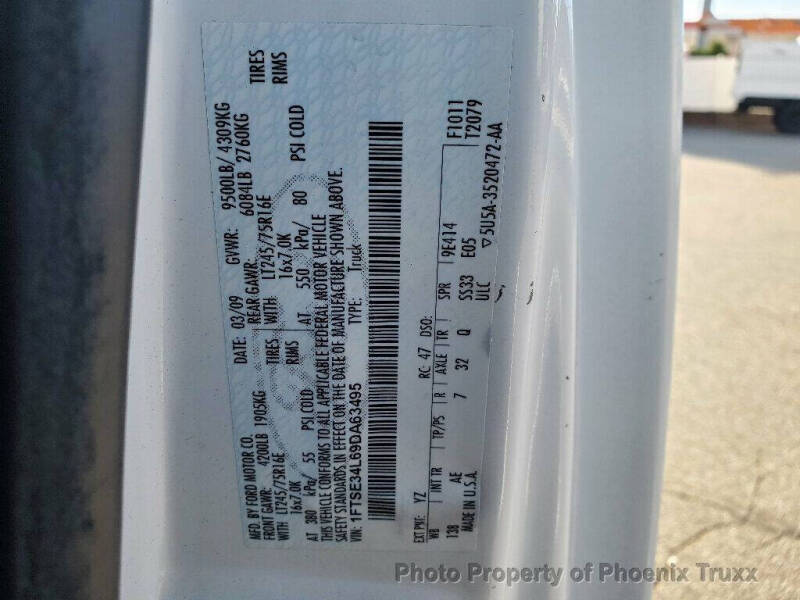 MFD. BY FORD MOTOR CO. DATE: 03/09 GVWR: 9500LB/ 4309KG
FRONT GAWR: 4200LB 1905KG REAR GAWR: 6084LB 2760KG
WITH LT245/75R16E TIRES WITH: LT245/75R16E TIRES
16x7.0K RIMS 16x7.0K RIMS
AT 380 kPa/ 55 PSI COLD AT 550 kPa/ 80 PSI COLD
THIS VEHICLE CONFORMS TO ALL APPLICABLE FEDERAL MOTOR VEHICLE
SAFETY STANDARDS IN EFFECT ON THE DATE OF MANUFACTURE SHOWN ABOVE.
VIN: 1FTSE34L69DA63495 TYPE: Truck
EXT PNT: YZ RC: 47 DSO:
WB INT TR TP/PS R AXLE TR SPR 9E414 F1011
138 AE 7 32 Q SS33 E05 T2079
MADE IN U.S.A. ULC
▽5U5A-3520472-AA
Photo Property of Phoenix Truxx